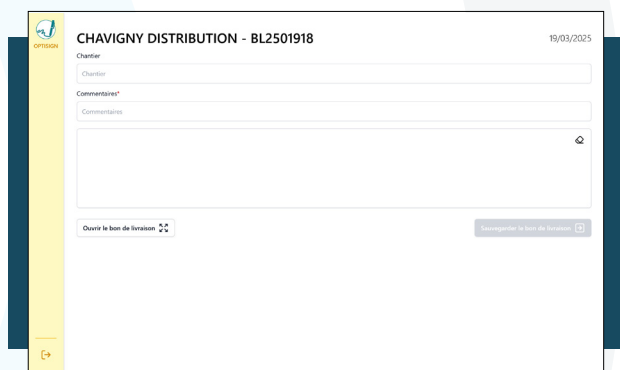 OPTISIGN
CHAVIGNY DISTRIBUTION - BL2501918
19/03/2025
Chantier
Chantier
Commentaires*
Commentaires
Ouvrir le bon de livraison
Sauvegarder le bon de livraison